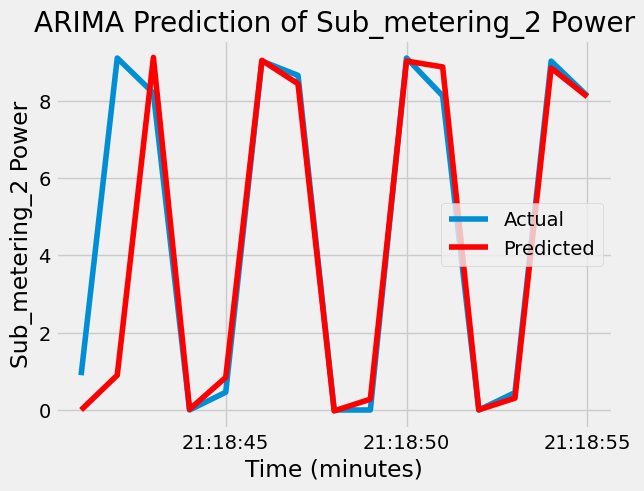 ARIMA Prediction of Sub_metering_2 Power
Sub_metering_2 Power
8
6
4
2
0
Actual
Predicted
21:18:45 21:18:50 21:18:55
Time (minutes)